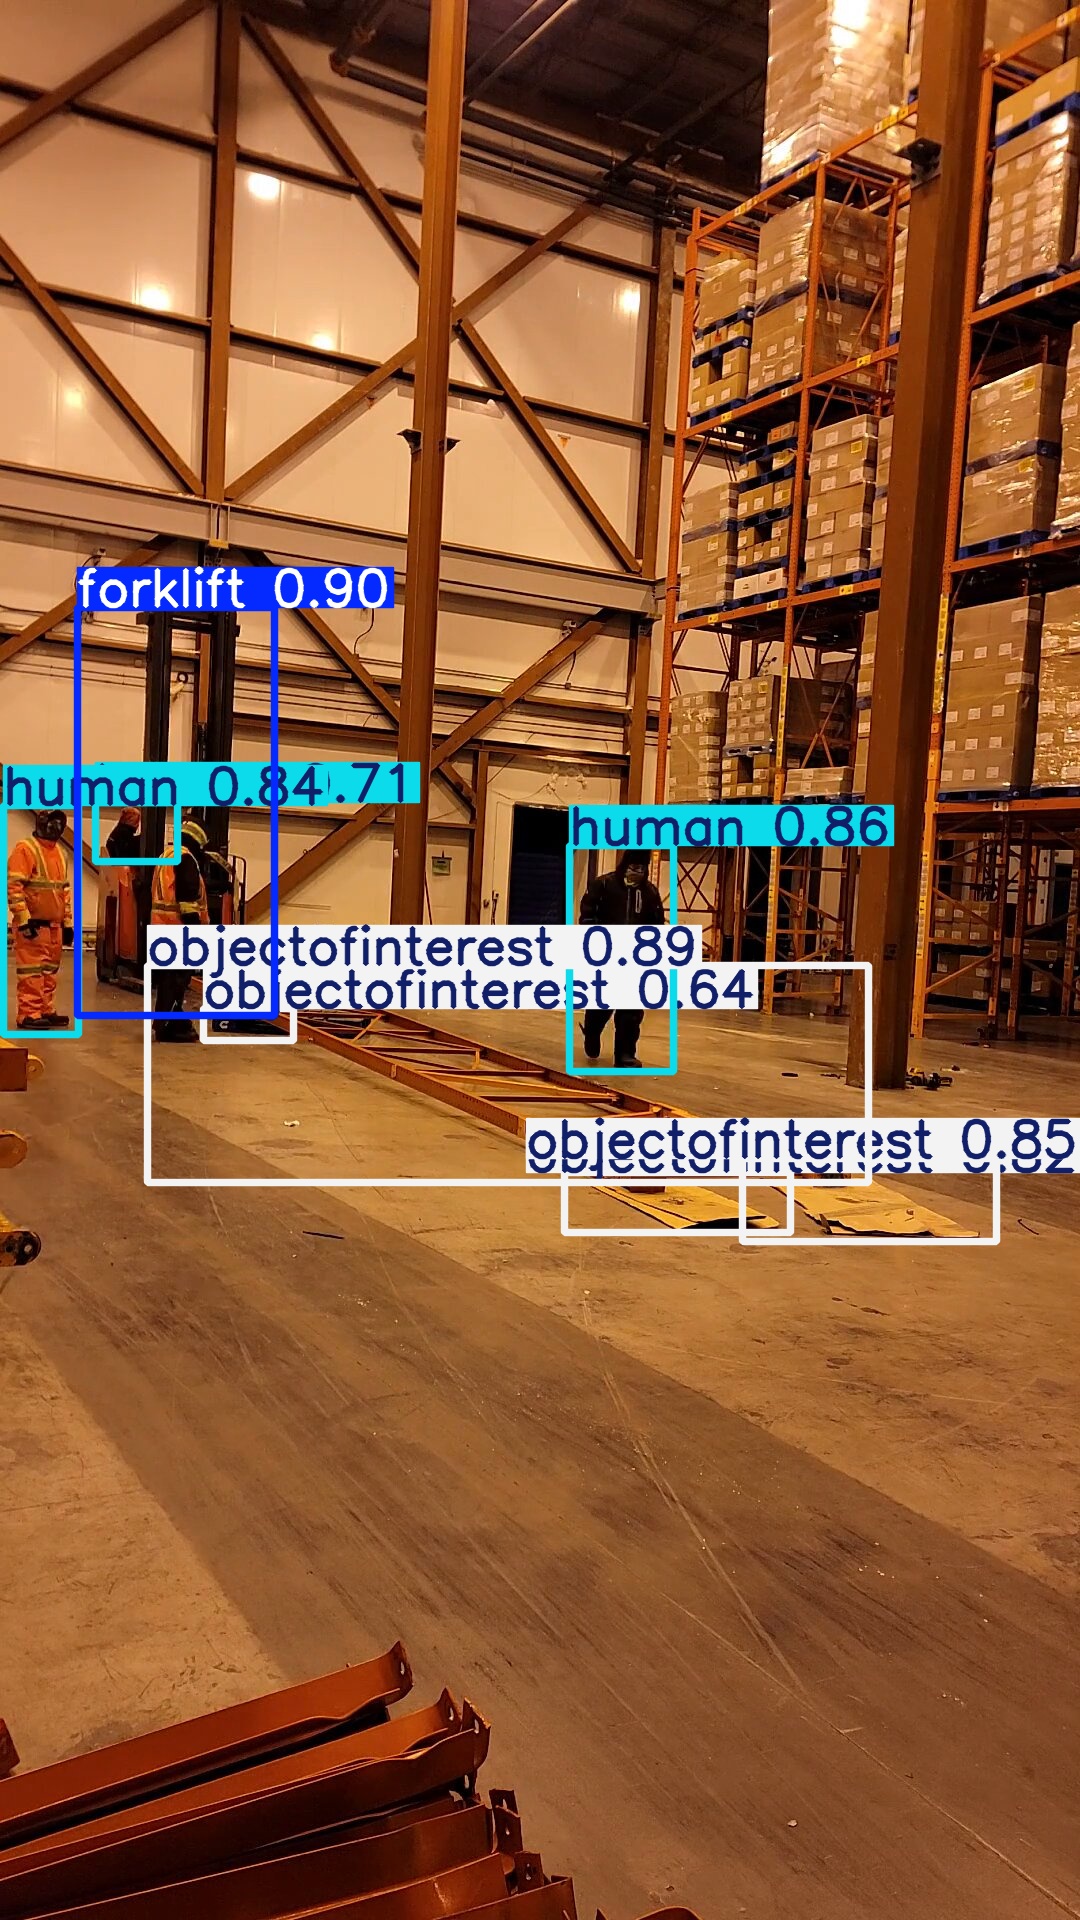 forklift 0.90
human 0.84
0.71
human 0.86
objectofinterest 0.89
objectofinterest 0.64
objectofinterest 0.85